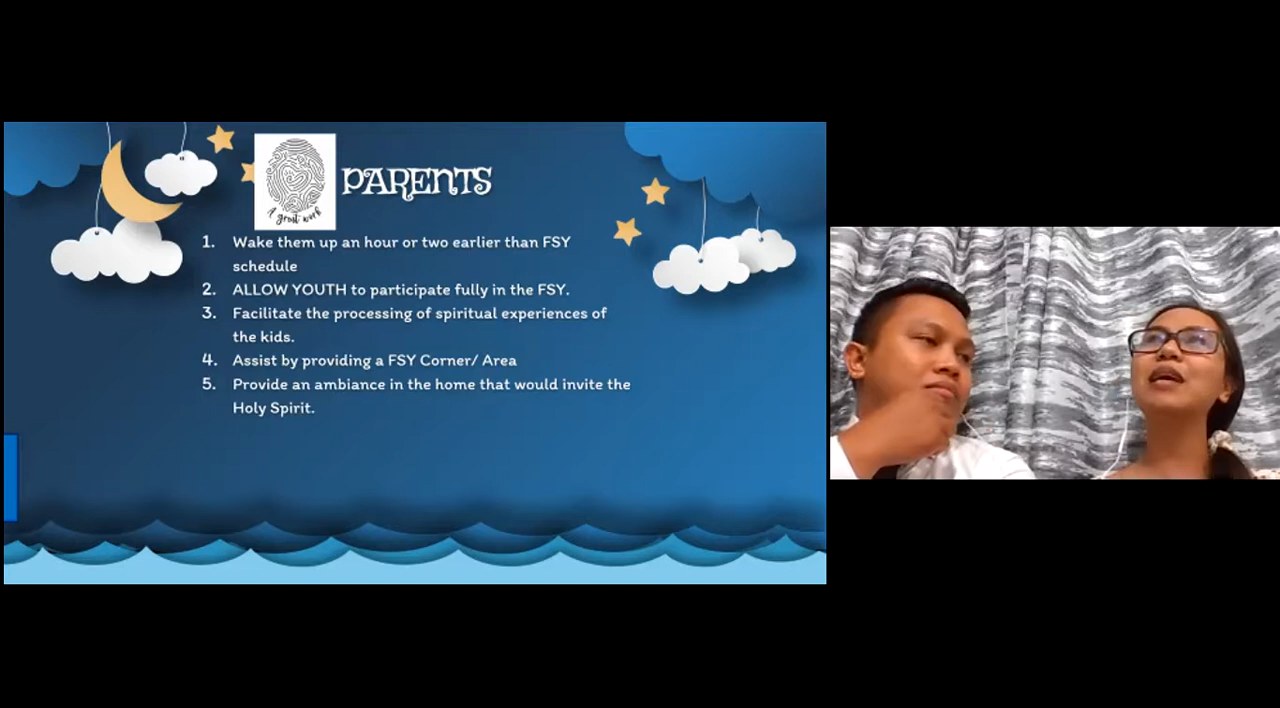 PARENTS
A great work
1. Wake them up an hour or two earlier than FSY
schedule
2. ALLOW YOUTH to participate fully in the FSY.
3. Facilitate the processing of spiritual experiences of
the kids.
4. Assist by providing a FSY Corner/ Area
5. Provide an ambiance in the home that would invite the
Holy Spirit.